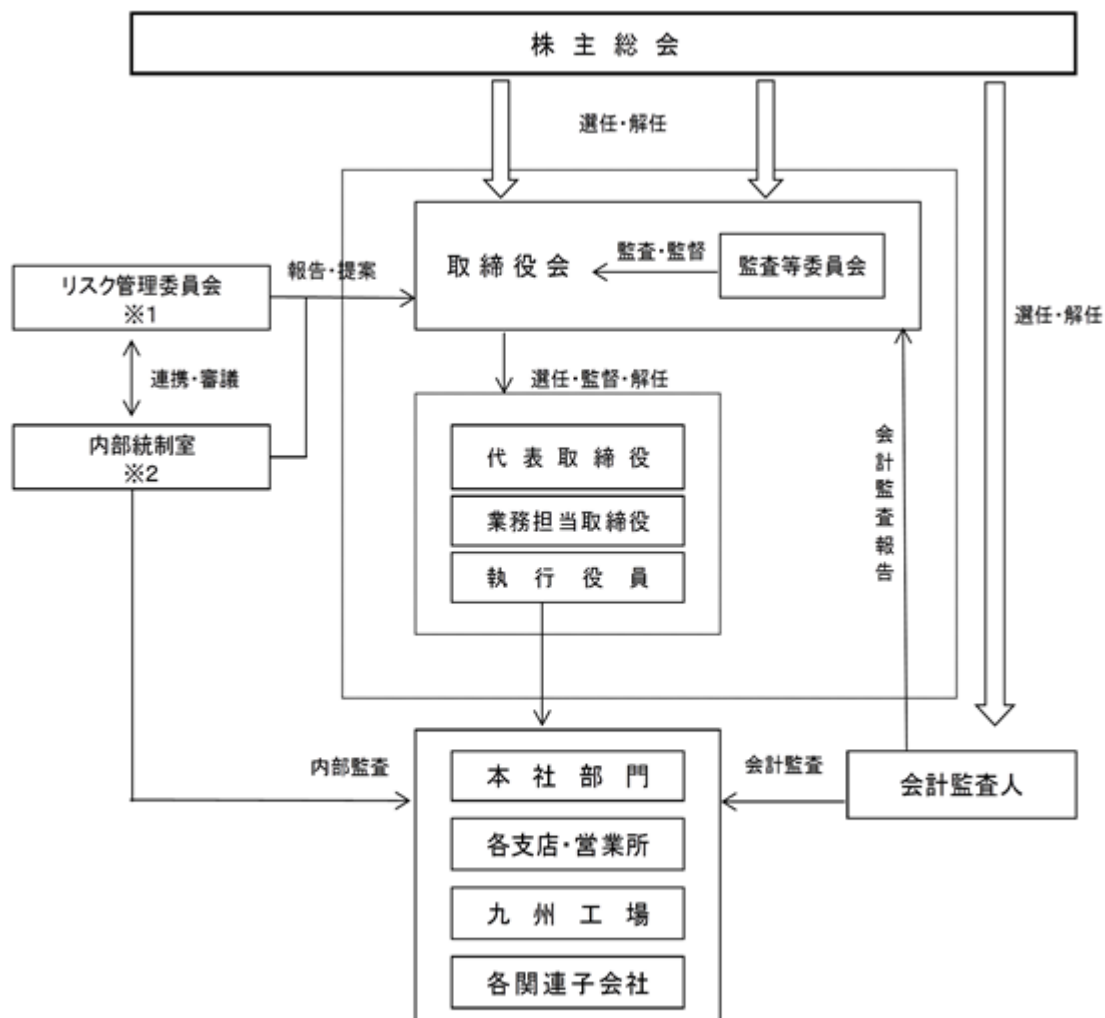 株主総会
選任・解任
取締役会
監査・監督
監査等委員会
リスク管理委員会
※1
報告・提案
選任・解任
連携・審議
選任・監督・解任
内部統制室
※2
代表取締役
業務担当取締役
執行役員
会計監査報告
内部監査
本社部門
会計監査
会計監査人
各支店・営業所
九州工場
各関連子会社